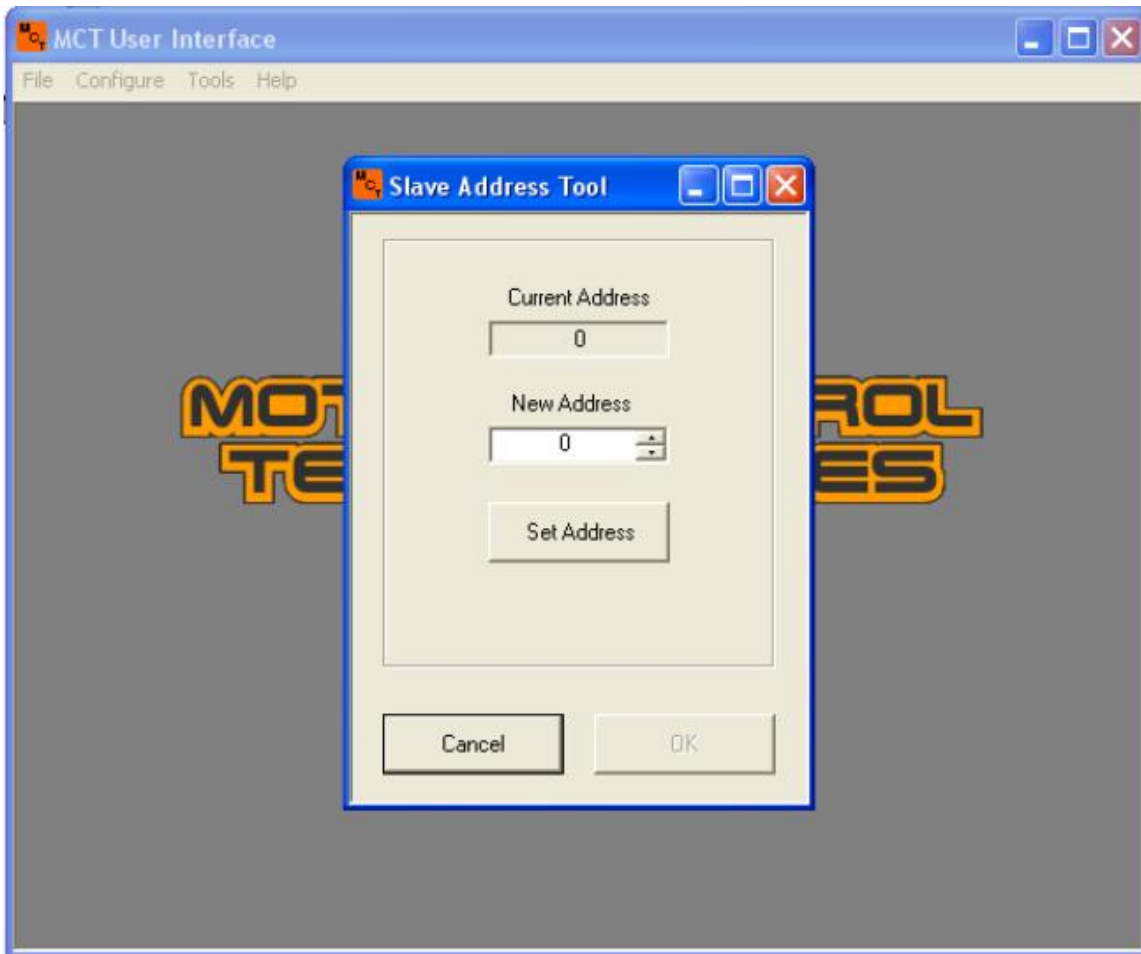 MCT User Interface
File Configure Tools Help
Slave Address Tool
Current Address
0
New Address
0
Set Address
Cancel
OK